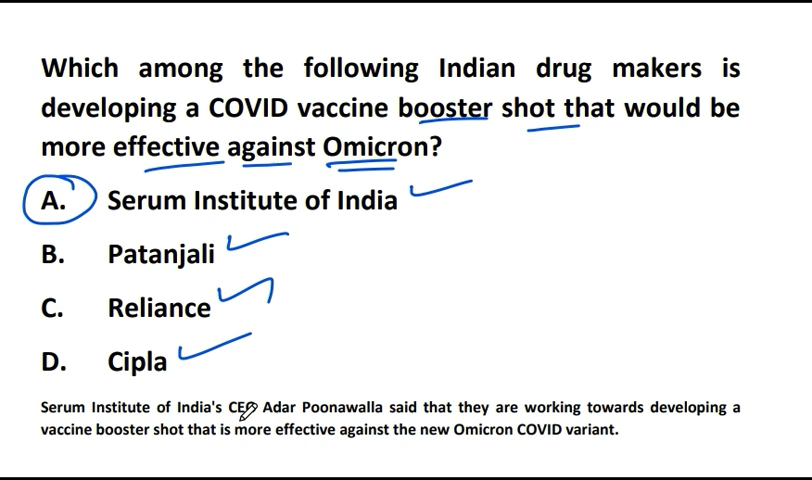 Which among the following Indian drug makers is
developing a COVID vaccine booster shot that would be
more effective against Omicron?
A. Serum Institute of India
B. Patanjali
C. Reliance
D. Cipla
Serum Institute of India's CEO Adar Poonawalla said that they are working towards developing a
vaccine booster shot that is more effective against the new Omicron COVID variant.